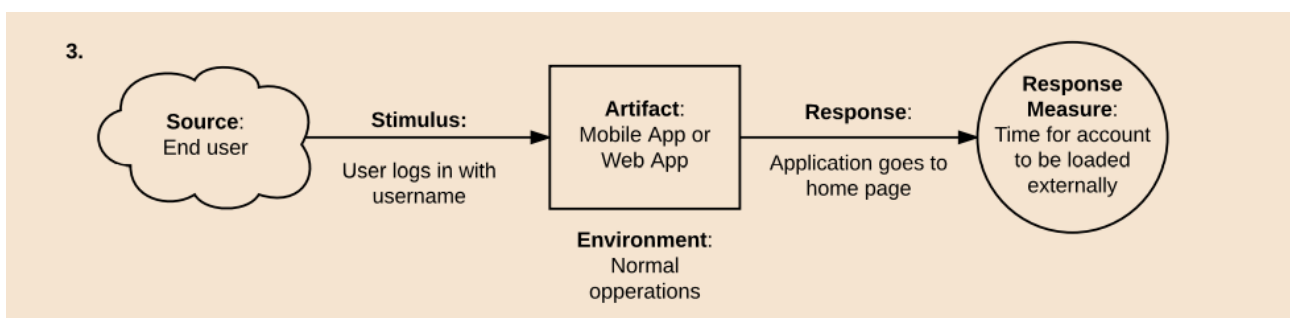 3.
Source:
End user
Stimulus:
User logs in with
username
Artifact:
Mobile App or
Web App
Environment:
Normal
opperations
Response:
Application goes to
home page
Response
Measure:
Time for account
to be loaded
externally